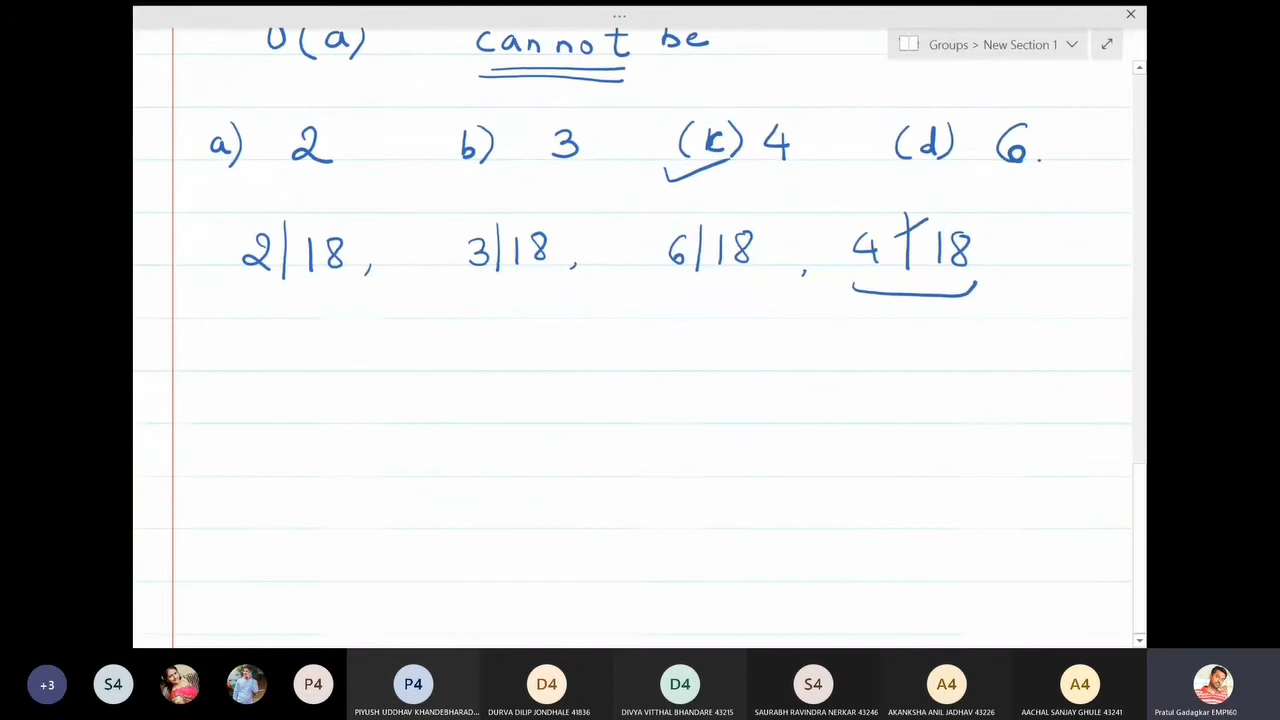 ...
×
Groups > New Section 1
O(a) cannot be
a) 2 b) 3 (c) 4 (d) 6.
2|18, 3|18, 6|18, 4∤18
+3 S4 P4 P4 D4 D4 S4 A4 A4
PIYUSH UDDHAV KHANDEBHARAD... DURVA DILIP JONDHALE 41836 DIVYA VITTHAL BHANDARE 43215 SAURABH RAVINDRA NERKAR 43246 AKANKSHA ANIL JADHAV 43226 AACHAL SANJAY GHULE 43241 Pratul Gadagkar EMP160